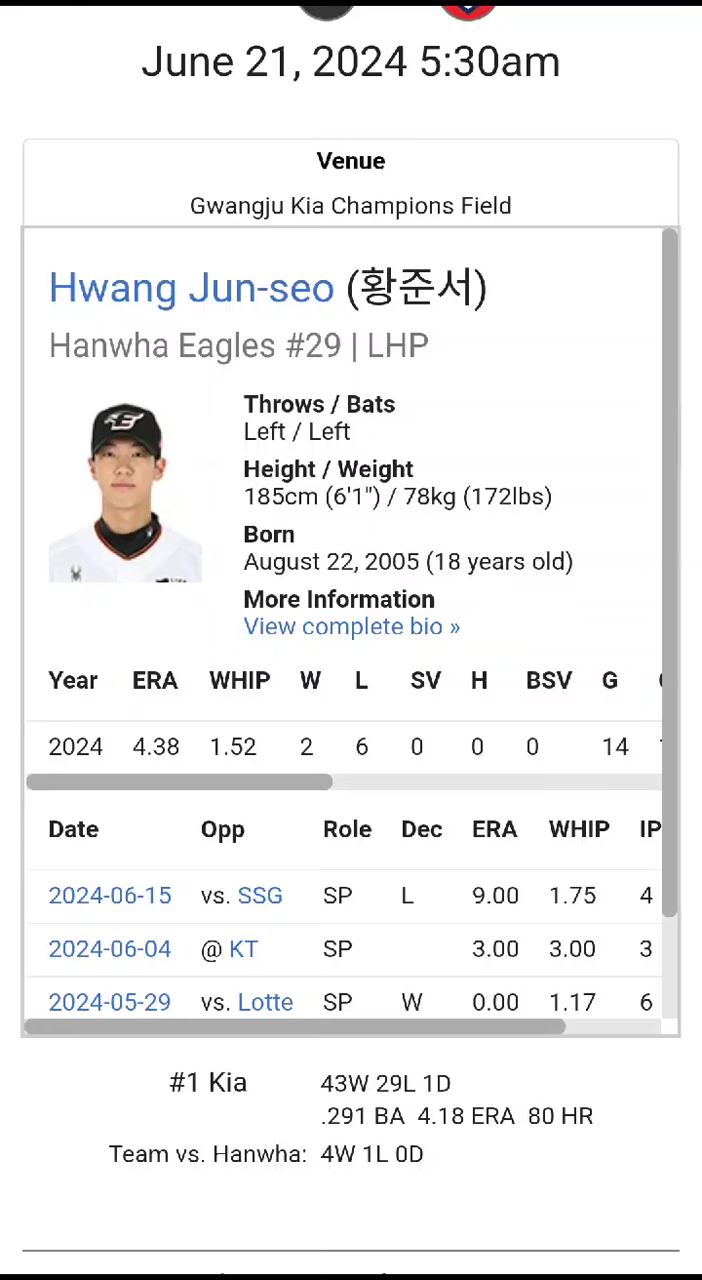 June 21, 2024 5:30am
Venue
Gwangju Kia Champions Field
Hwang Jun-seo (황준서)
Hanwha Eagles #29 | LHP
Throws / Bats
Left / Left
Height / Weight
185cm (6'1") / 78kg (172lbs)
Born
August 22, 2005 (18 years old)
More Information
View complete bio »
Year ERA WHIP W L SV H BSV G
2024 4.38 1.52 2 6 0 0 0 14
Date Opp Role Dec ERA WHIP IP
2024-06-15 vs. SSG SP L 9.00 1.75 4
2024-06-04 @ KT SP 3.00 3.00 3
2024-05-29 vs. Lotte SP W 0.00 1.17 6
#1 Kia 43W 29L 1D
.291 BA 4.18 ERA 80 HR
Team vs. Hanwha: 4W 1L 0D